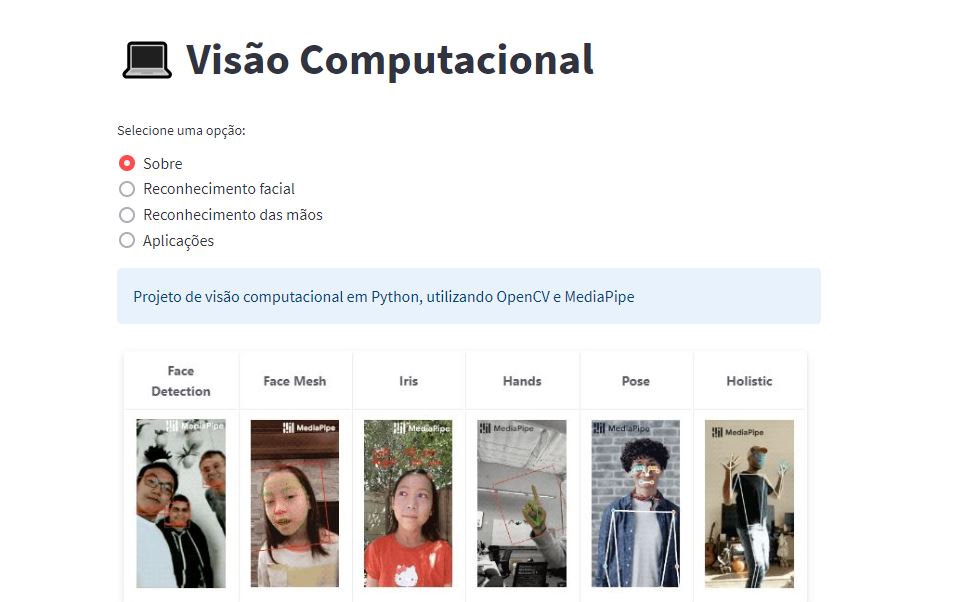 Visão Computacional
Selecione uma opção:
Sobre
Reconhecimento facial
Reconhecimento das mãos
Aplicações
Projeto de visão computacional em Python, utilizando OpenCV e MediaPipe
Face
Detection
Face Mesh
Iris
Hands
Pose
Holistic
MediaPipe
MediaPipe
MediaPipe
MediaPipe
MediaPipe
MediaPipe